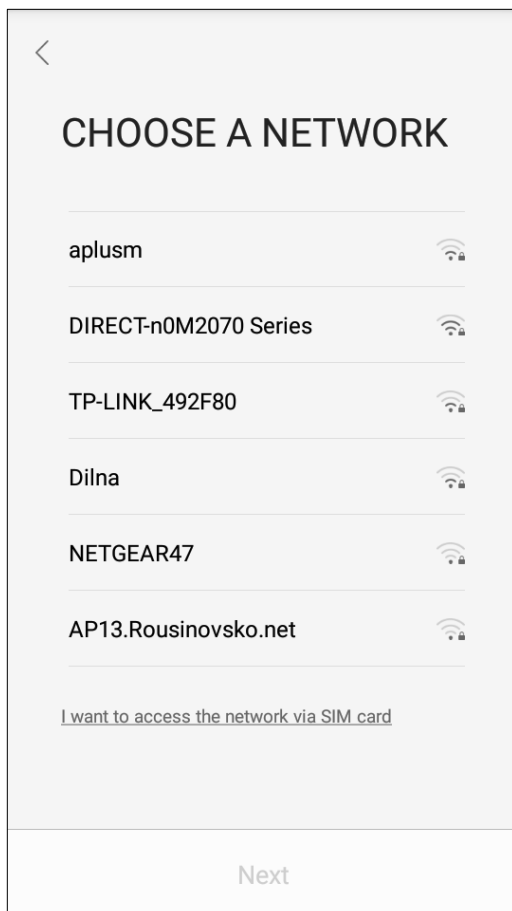 CHOOSE A NETWORK
aplusm
DIRECT-n0M2070 Series
TP-LINK_492F80
Dilna
NETGEAR47
AP13.Rousinovsko.net
I want to access the network via SIM card
Next